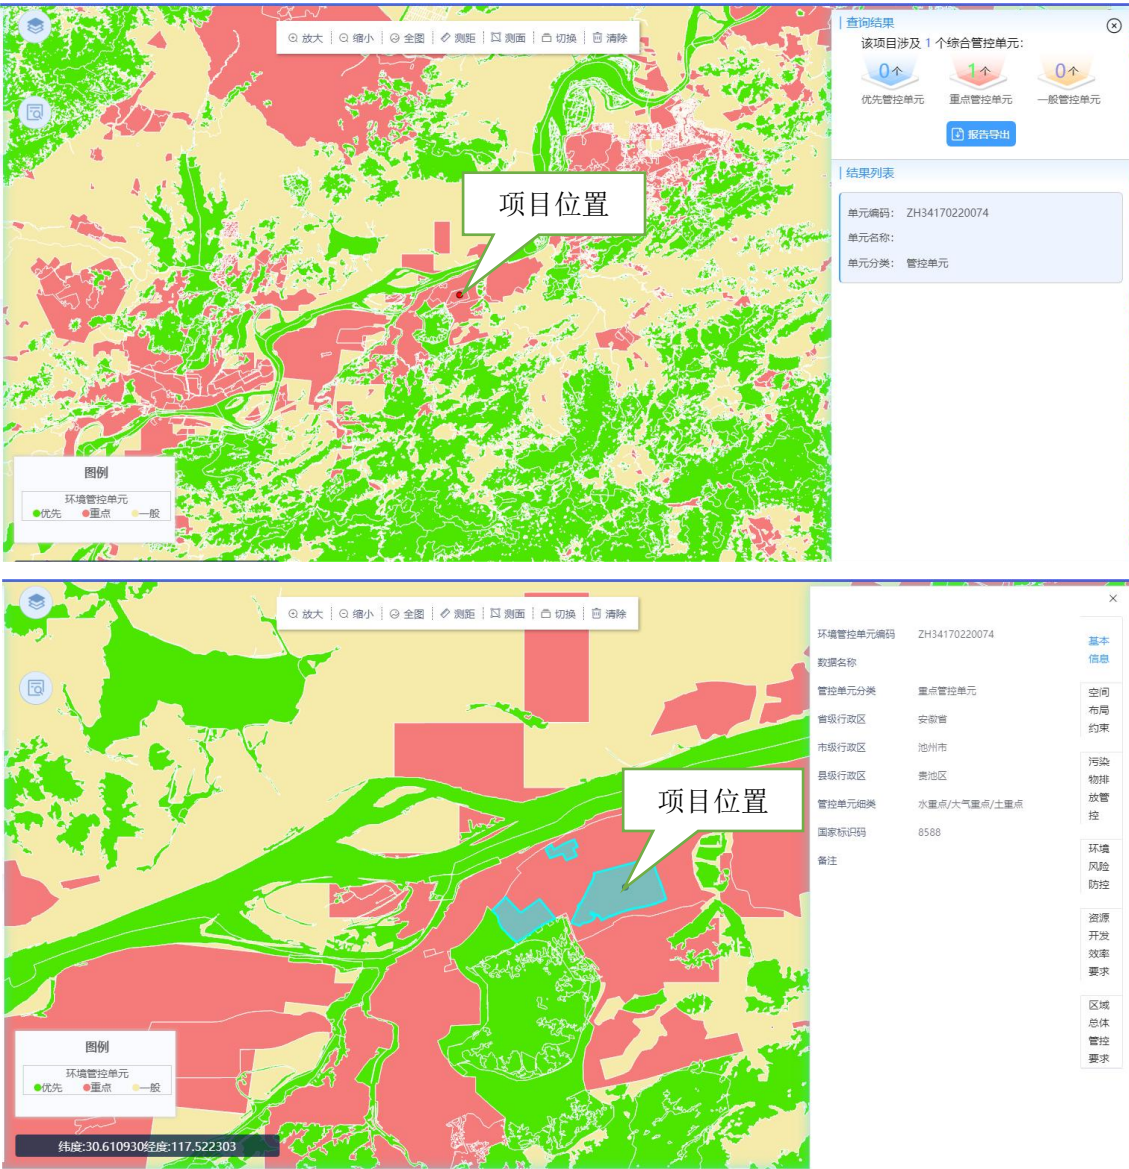 放大 缩小 全图 测距 测面 切换 清除
项目位置
图例
环境管控单元
优先 重点 一般
查询结果
该项目涉及 1 个综合管控单元:
0个 1个 0个
优先管控单元 重点管控单元 一般管控单元
报告导出
结果列表
单元编码: ZH34170220074
单元名称:
单元分类: 管控单元
放大 缩小 全图 测距 测面 切换 清除
项目位置
图例
环境管控单元
优先 重点 一般
纬度:30.610930经度:117.522303
环境管控单元编码 ZH34170220074
数据名称
管控单元分类 重点管控单元
省级行政区 安徽省
市级行政区 池州市
县级行政区 贵池区
管控单元细类 水重点/大气重点/土重点
国家标识码 8588
备注
基本
信息
空间
布局
约束
污染
物排
放管
控
环境
风险
防控
资源
开发
效率
要求
区域
总体
管控
要求